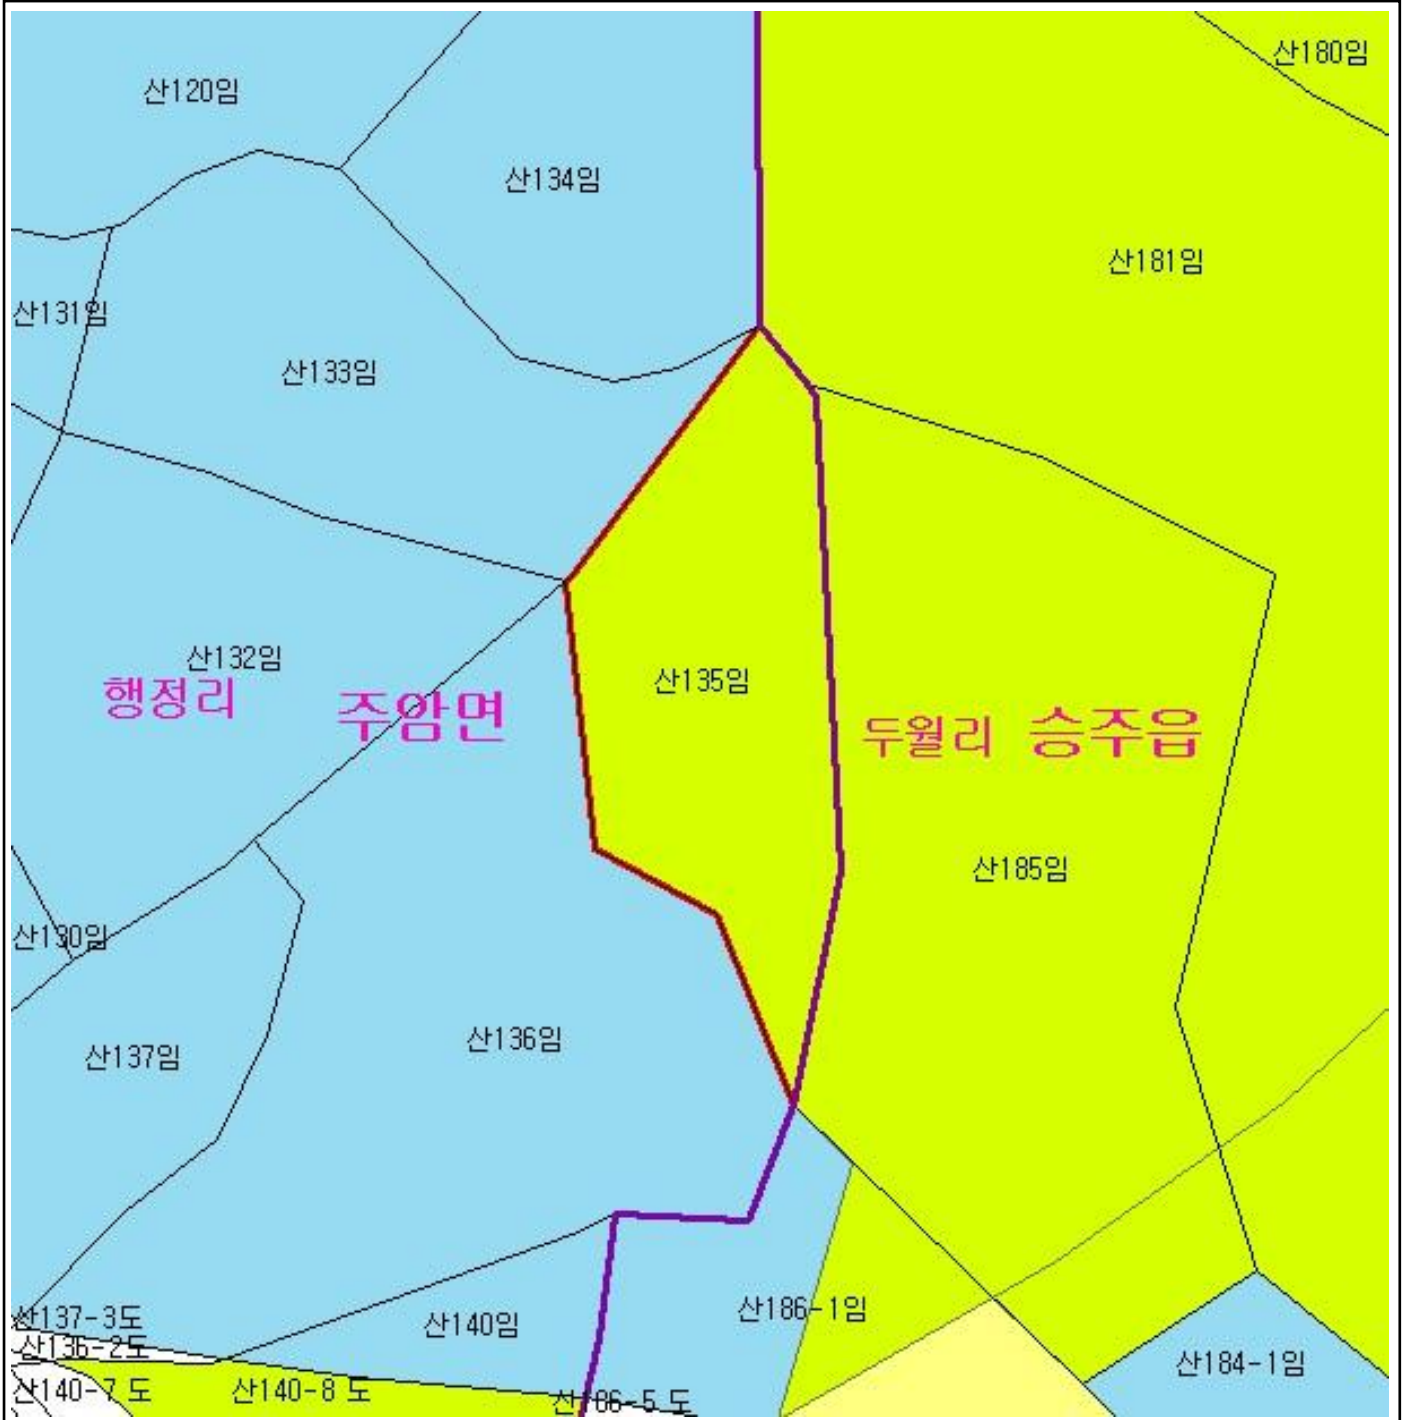 산180임
산120임
산134임
산181임
산131임
산133임
산132임
산135임
행정리
주암면
두월리
승주읍
산185임
산130임
산136임
산137임
산186-1임
산137-3도
산140임
산136-2도
산184-1임
산140-7 도
산140-8 도
산186-5 도